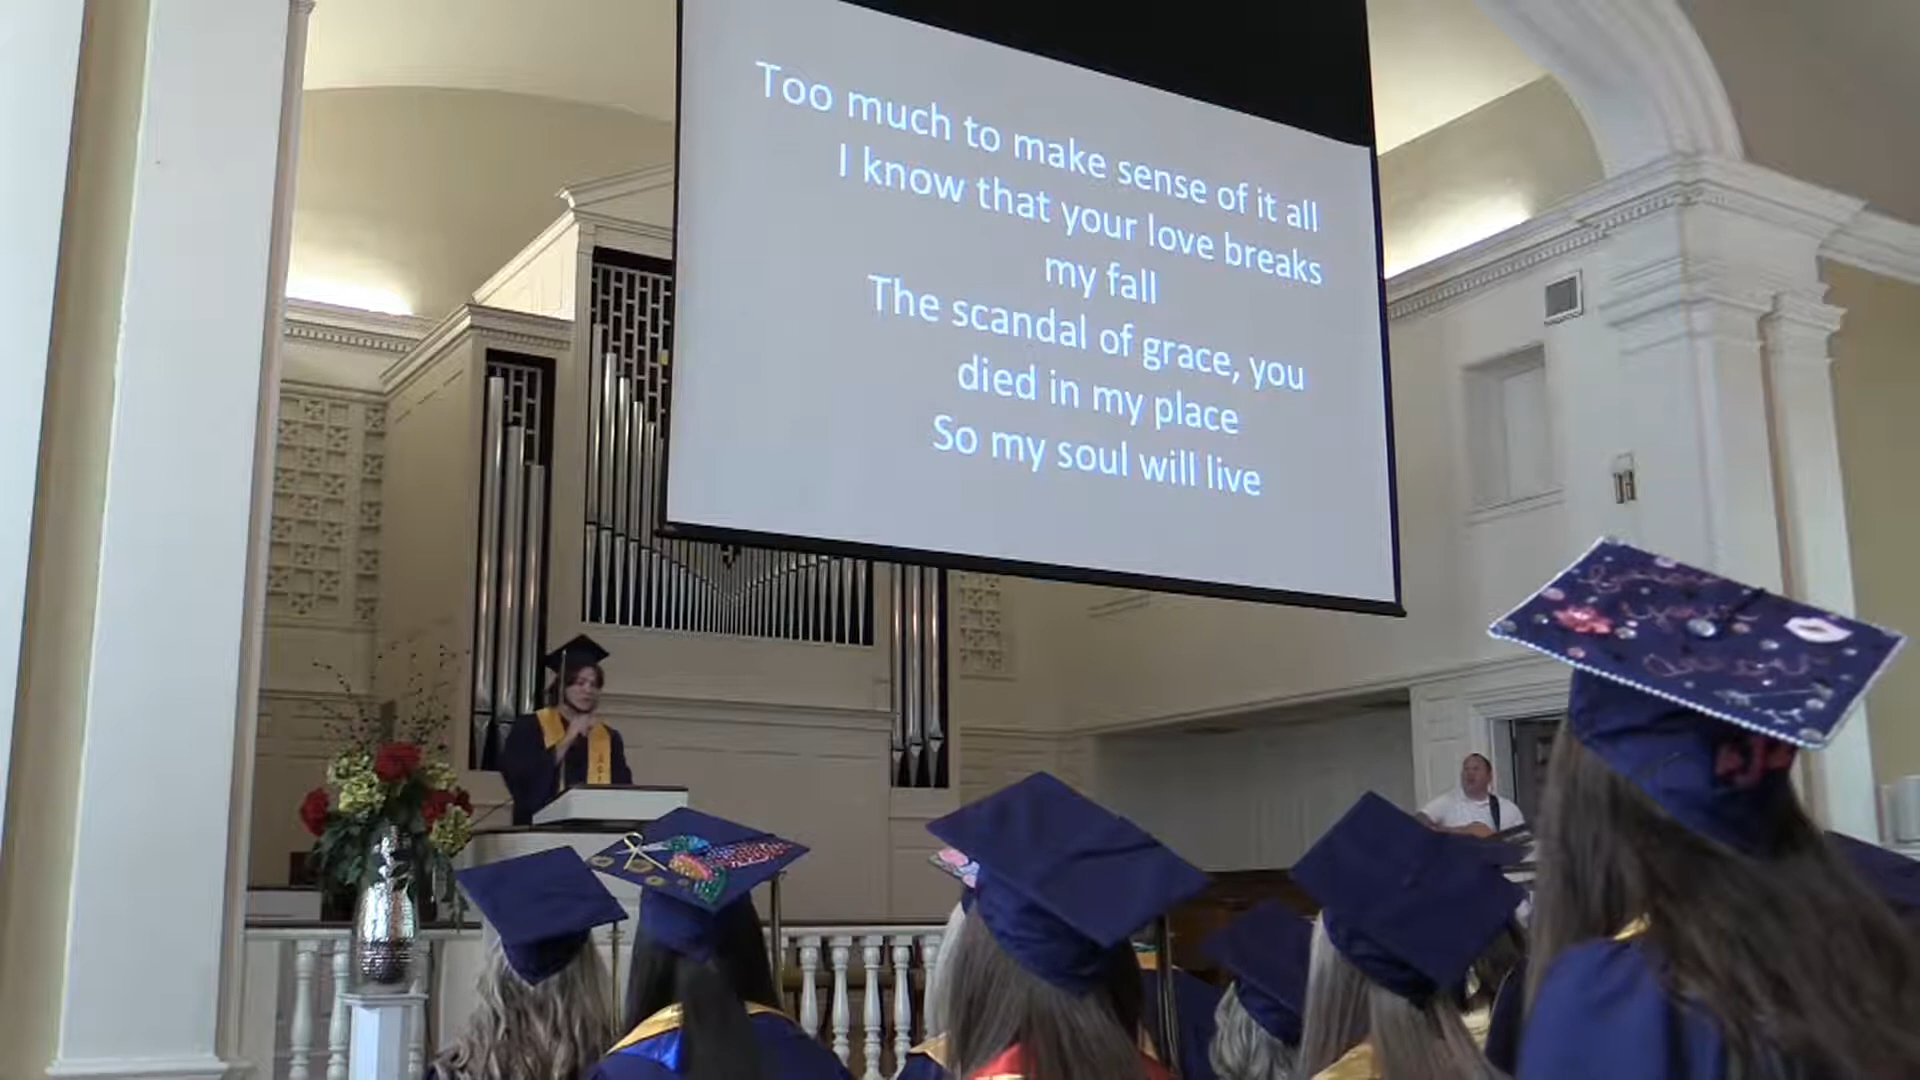 Too much to make sense of it all
I know that your love breaks
my fall
The scandal of grace, you
died in my place
So my soul will live